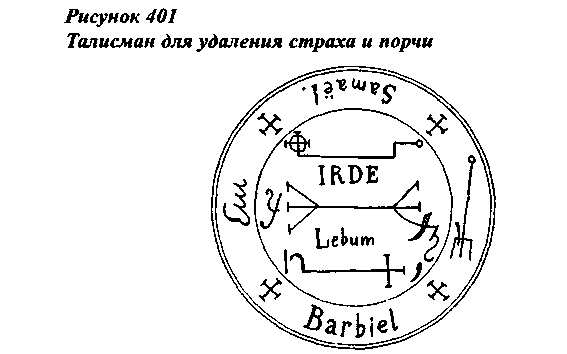 Рисунок 401
Талисман для удаления страха и порчи
Samaël.
IRDE
Lebum
Barbiel